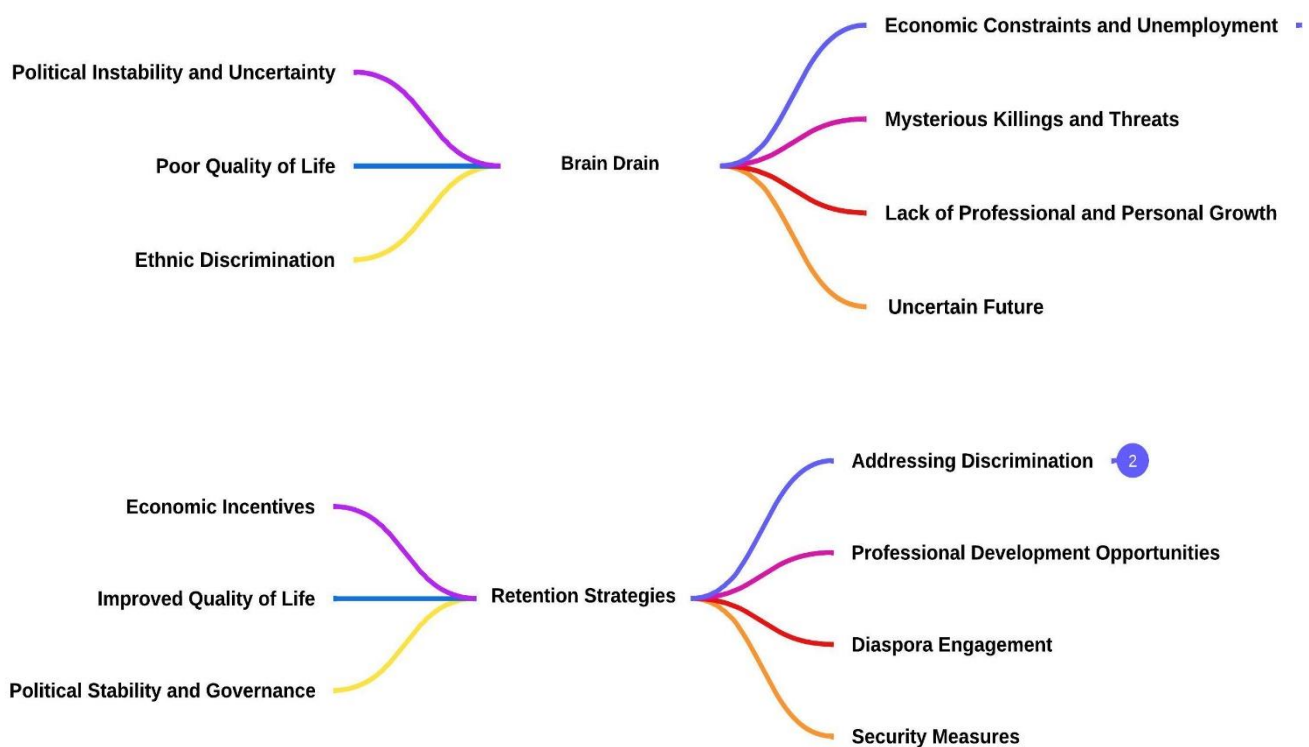 Economic Constraints and Unemployment
Political Instability and Uncertainty
Mysterious Killings and Threats
Poor Quality of Life
Brain Drain
Lack of Professional and Personal Growth
Ethnic Discrimination
Uncertain Future
Addressing Discrimination 2
Economic Incentives
Professional Development Opportunities
Improved Quality of Life
Retention Strategies
Diaspora Engagement
Political Stability and Governance
Security Measures